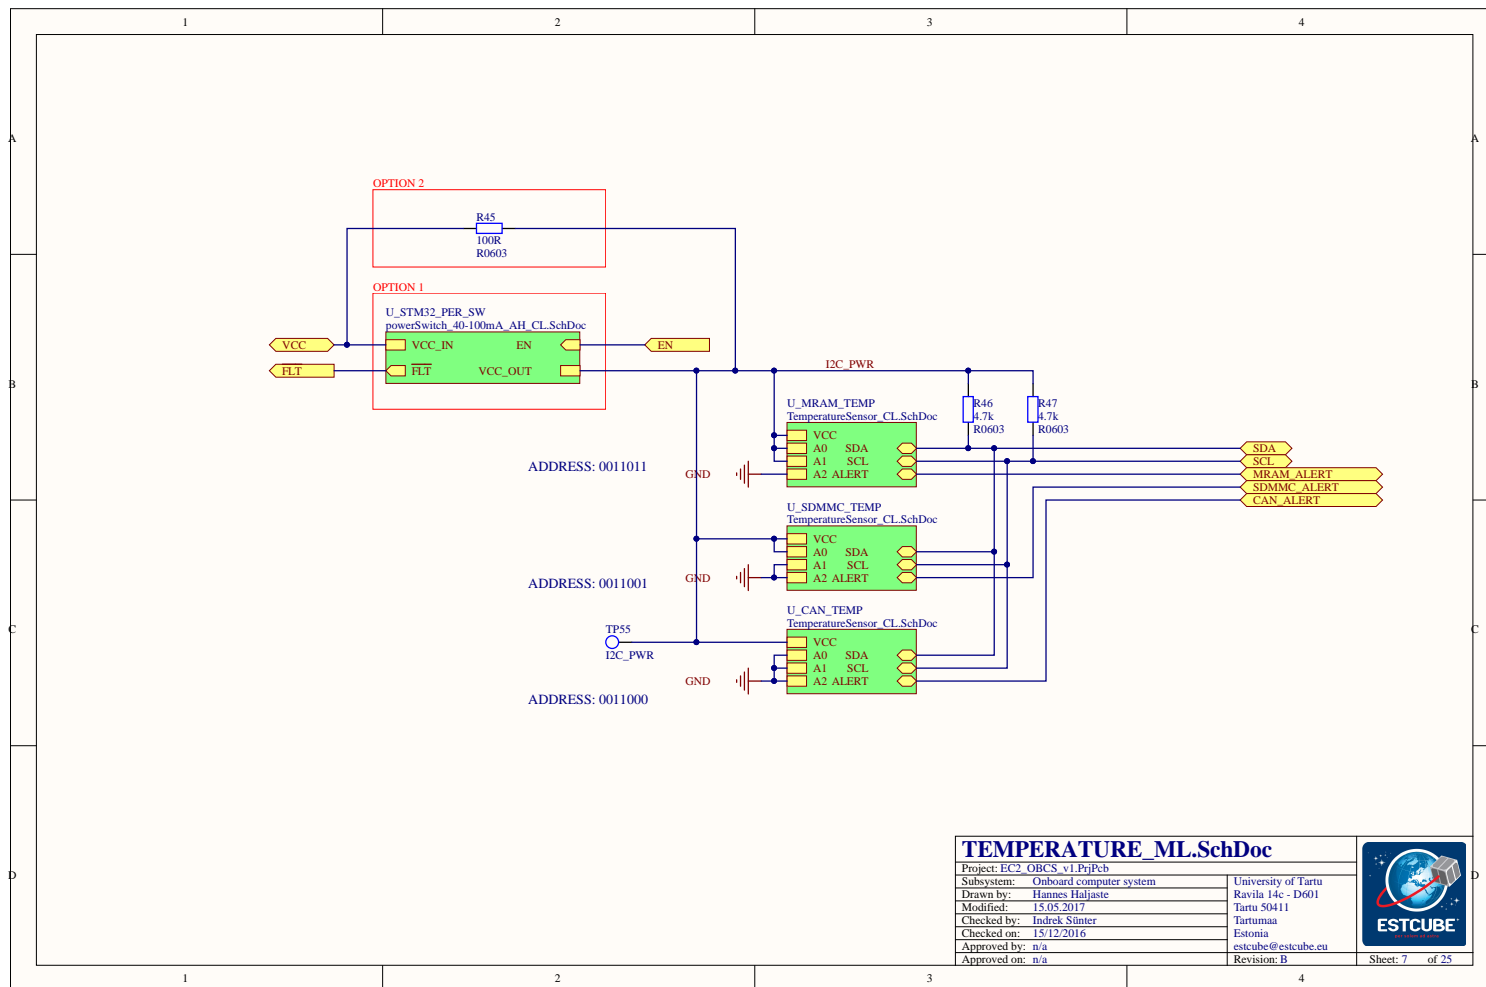 1 2 3 4
A A
OPTION 2
R45
100R
R0603
OPTION 1
U_STM32_PER_SW
powerSwitch_40-100mA_AH_CL.SchDoc
VCC VCC_IN EN EN
FLT FLT VCC_OUT
I2C_PWR
B B
U_MRAM_TEMP
TemperatureSensor_CL.SchDoc
R46
4.7k
R0603
R47
4.7k
R0603
VCC
A0 SDA
A1 SCL
A2 ALERT
GND
ADDRESS: 0011011
SDA
SCL
MRAM_ALERT
SDMMC_ALERT
CAN_ALERT
U_SDMMC_TEMP
TemperatureSensor_CL.SchDoc
VCC
A0 SDA
A1 SCL
A2 ALERT
GND
ADDRESS: 0011001
U_CAN_TEMP
TemperatureSensor_CL.SchDoc
C C
TP55
I2C_PWR
VCC
A0 SDA
A1 SCL
A2 ALERT
GND
ADDRESS: 0011000
D D
TEMPERATURE_ML.SchDoc
Project: EC2_OBCS_v1.PrjPcb
Subsystem: Onboard computer system
Drawn by: Hannes Haljaste
Modified: 15.05.2017
Checked by: Indrek Sünter
Checked on: 15/12/2016
Approved by: n/a
Approved on: n/a
University of Tartu
Ravila 14c - D601
Tartu 50411
Tartumaa
Estonia
estcube@estcube.eu
Revision: B
ESTCUBE
Sheet: 7 of 25
1 2 3 4